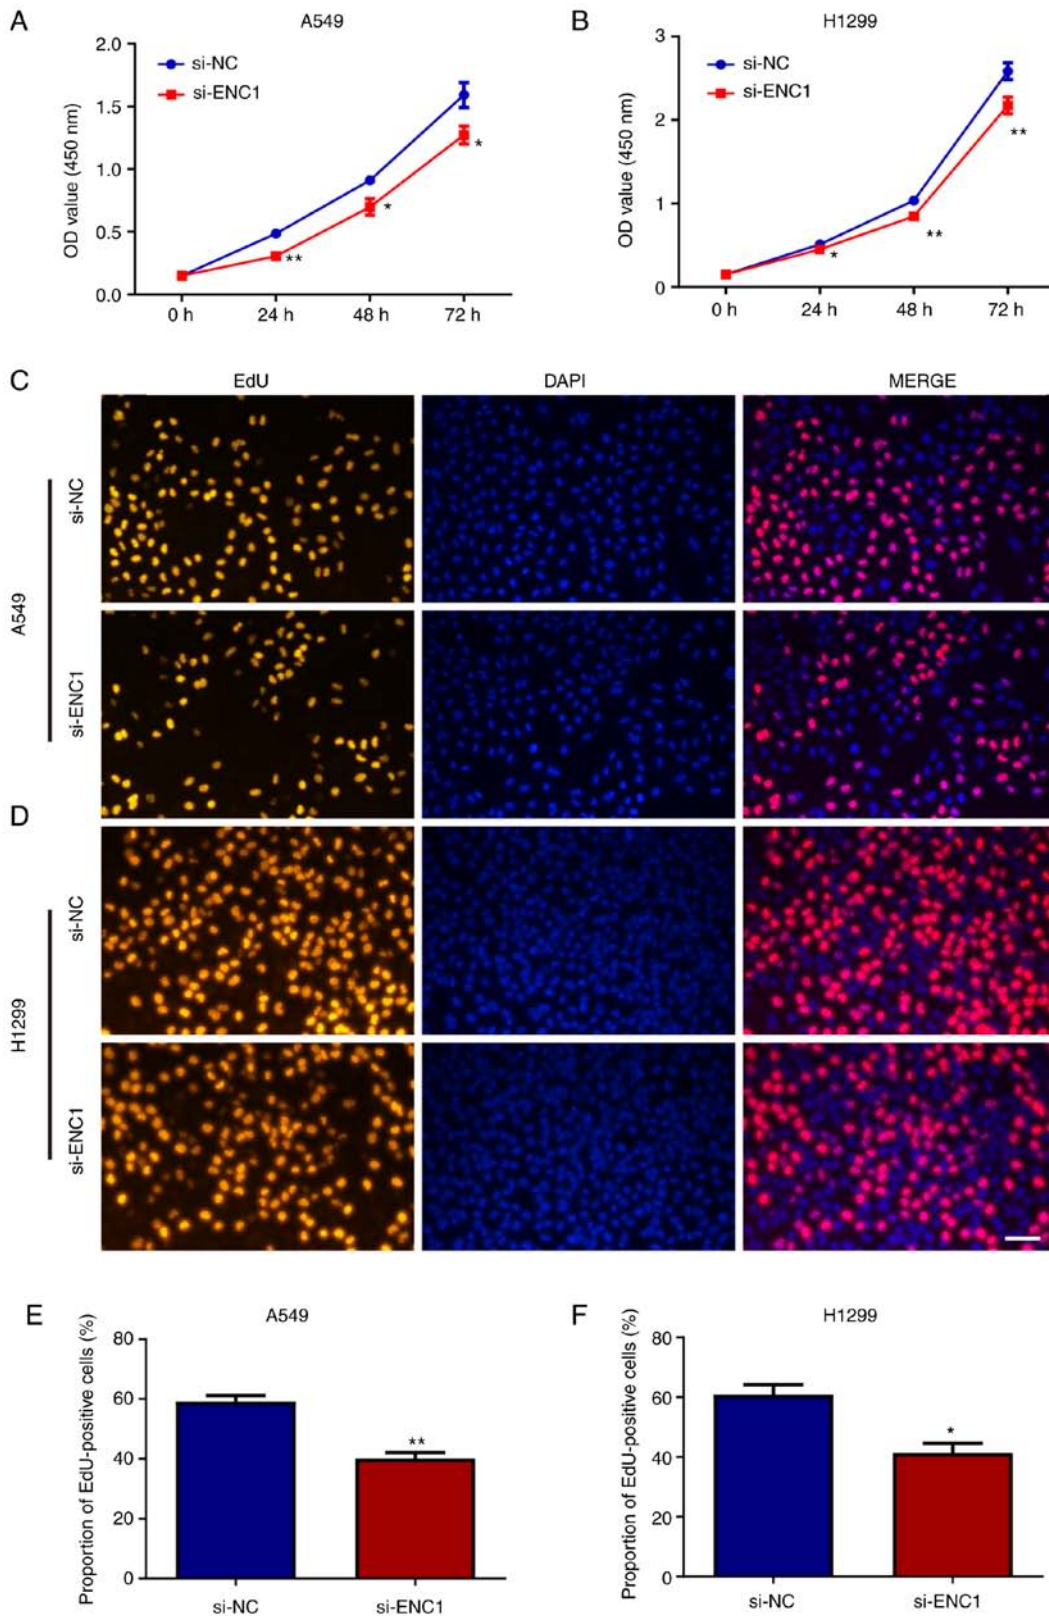 A
A549
2.0
1.5
1.0
0.5
0.0
OD value (450 nm)
si-NC
si-ENC1
**
*
*
0 h
24 h
48 h
72 h
B
H1299
3
2
1
0
OD value (450 nm)
si-NC
si-ENC1
*
**
**
0 h
24 h
48 h
72 h
C
EdU
DAPI
MERGE
A549
si-NC
si-ENC1
D
H1299
si-NC
si-ENC1
E
A549
Proportion of EdU-positive cells (%)
80
60
40
20
0
**
si-NC
si-ENC1
F
H1299
Proportion of EdU-positive cells (%)
80
60
40
20
0
*
si-NC
si-ENC1